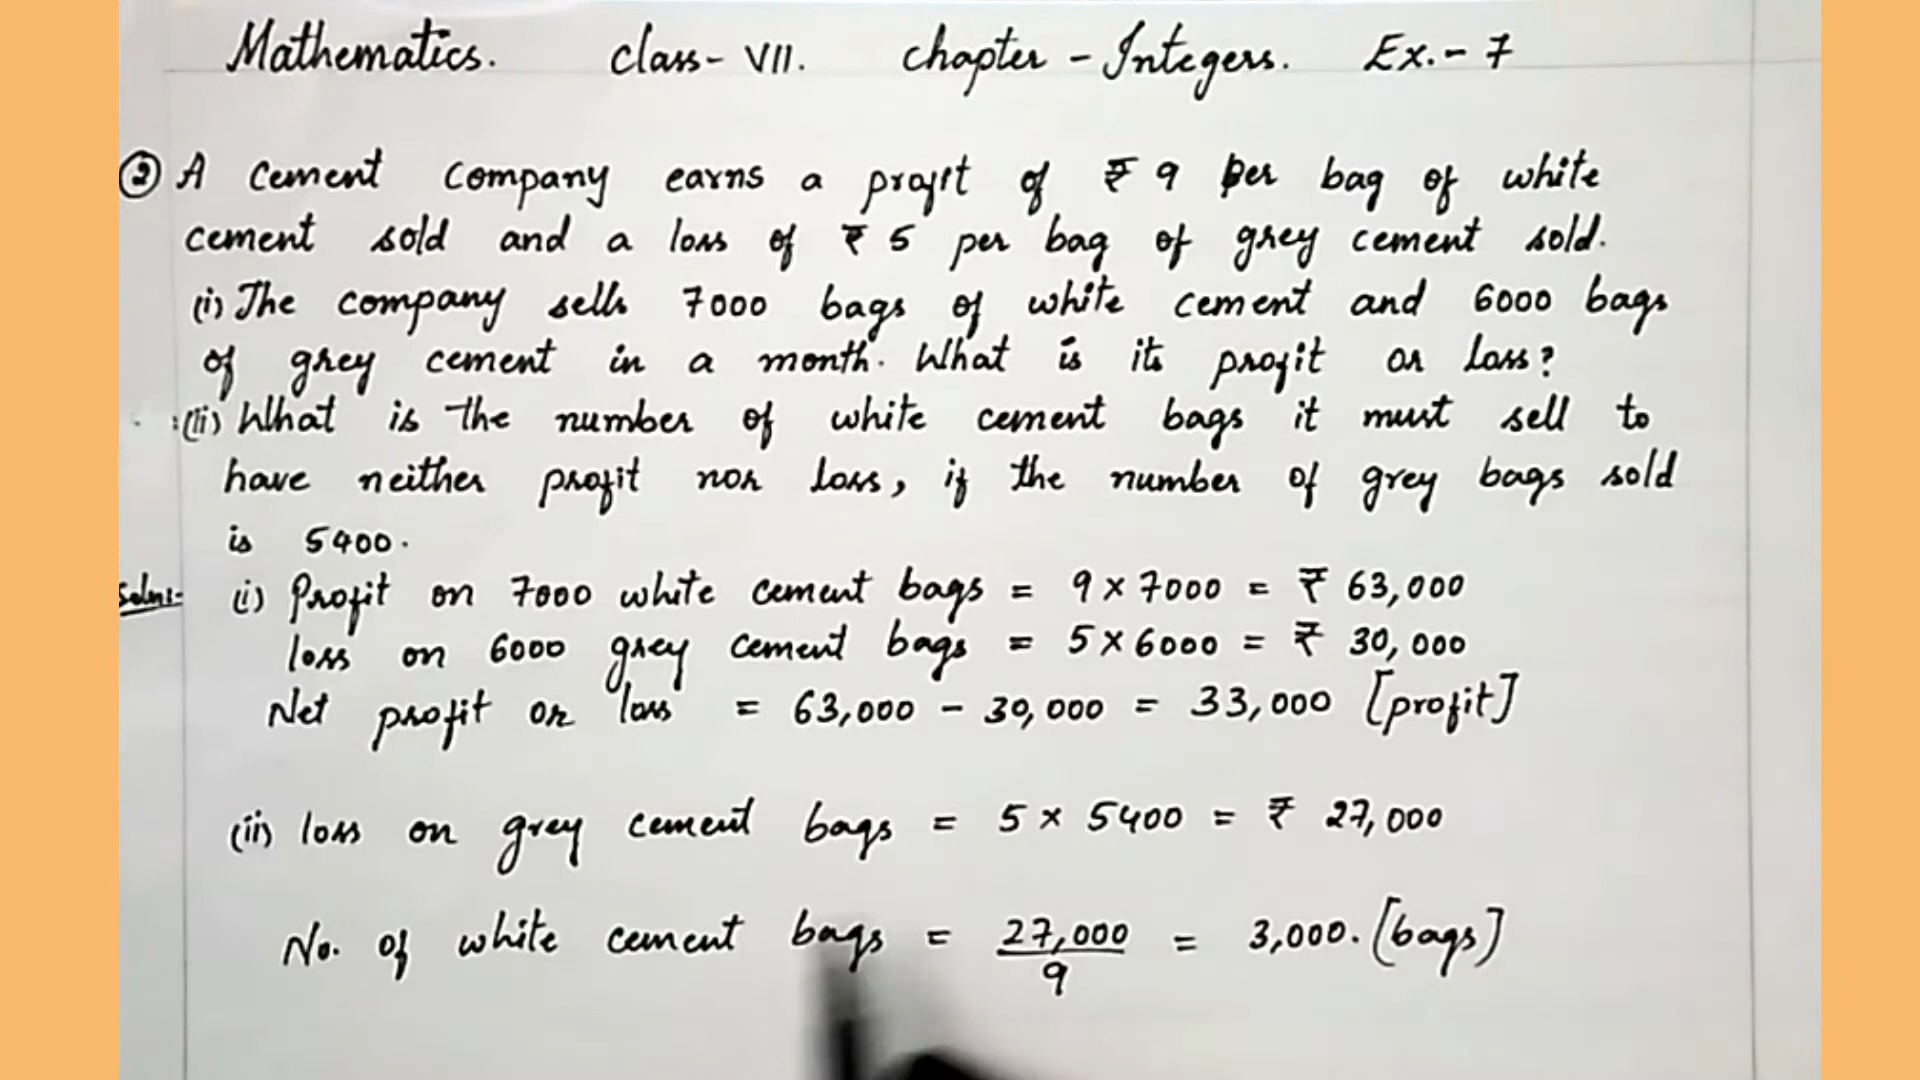 Mathematics. Class- VII. Chapter - Integers. Ex.- 7
② A cement company earns a profit of ₹ 9 per bag of white
cement sold and a loss of ₹ 5 per bag of grey cement sold.
(i) The company sells 7000 bags of white cement and 6000 bags
of grey cement in a month. What is its profit or loss?
(ii) What is the number of white cement bags it must sell to
have neither profit nor loss, if the number of grey bags sold
is 5400.
Soln:- (i) Profit on 7000 white cement bags = 9 × 7000 = ₹ 63,000
loss on 6000 grey cement bags = 5 × 6000 = ₹ 30,000
Net profit or loss = 63,000 - 30,000 = 33,000 [profit]
(ii) loss on grey cement bags = 5 × 5400 = ₹ 27,000
No. of white cement bags = 27,000/9 = 3,000. [bags]